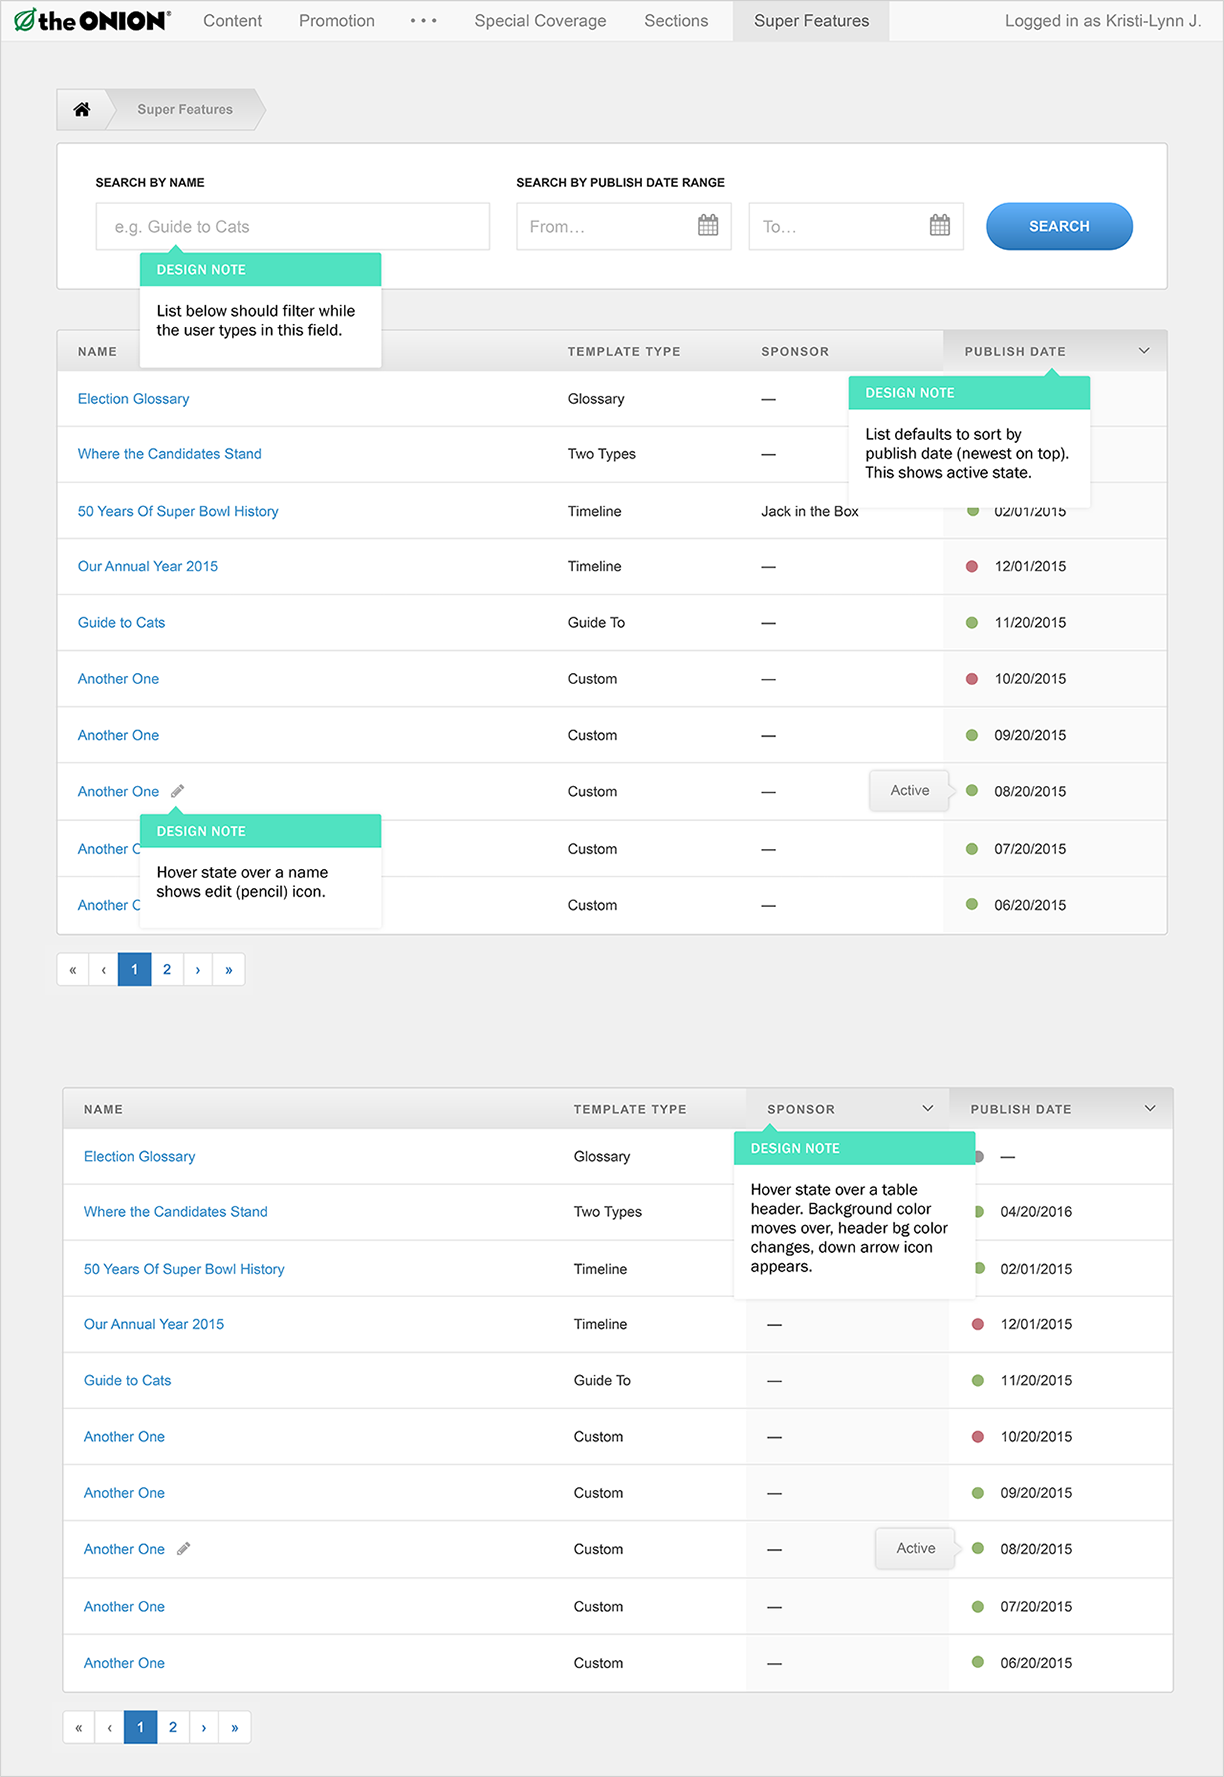 the ONION®
Content Promotion ••• Special Coverage Sections Super Features Logged in as Kristi-Lynn J.
Super Features
SEARCH BY NAME SEARCH BY PUBLISH DATE RANGE
e.g. Guide to Cats From... To... SEARCH
DESIGN NOTE
List below should filter while
the user types in this field.
NAME TEMPLATE TYPE SPONSOR PUBLISH DATE
Election Glossary Glossary —
DESIGN NOTE
List defaults to sort by
publish date (newest on top).
This shows active state.
Where the Candidates Stand Two Types —
50 Years Of Super Bowl History Timeline Jack in the Box 02/01/2015
Our Annual Year 2015 Timeline — 12/01/2015
Guide to Cats Guide To — 11/20/2015
Another One Custom — 10/20/2015
Another One Custom — 09/20/2015
Another One Custom — Active 08/20/2015
DESIGN NOTE
Hover state over a name
shows edit (pencil) icon.
Another Custom — 07/20/2015
Another Custom — 06/20/2015
« ‹ 1 2 › »
NAME TEMPLATE TYPE SPONSOR PUBLISH DATE
DESIGN NOTE
Hover state over a table
header. Background color
moves over, header bg color
changes, down arrow icon
appears.
Election Glossary Glossary —
Where the Candidates Stand Two Types 04/20/2016
50 Years Of Super Bowl History Timeline 02/01/2015
Our Annual Year 2015 Timeline — 12/01/2015
Guide to Cats Guide To — 11/20/2015
Another One Custom — 10/20/2015
Another One Custom — 09/20/2015
Another One Custom — Active 08/20/2015
Another One Custom — 07/20/2015
Another One Custom — 06/20/2015
« ‹ 1 2 › »